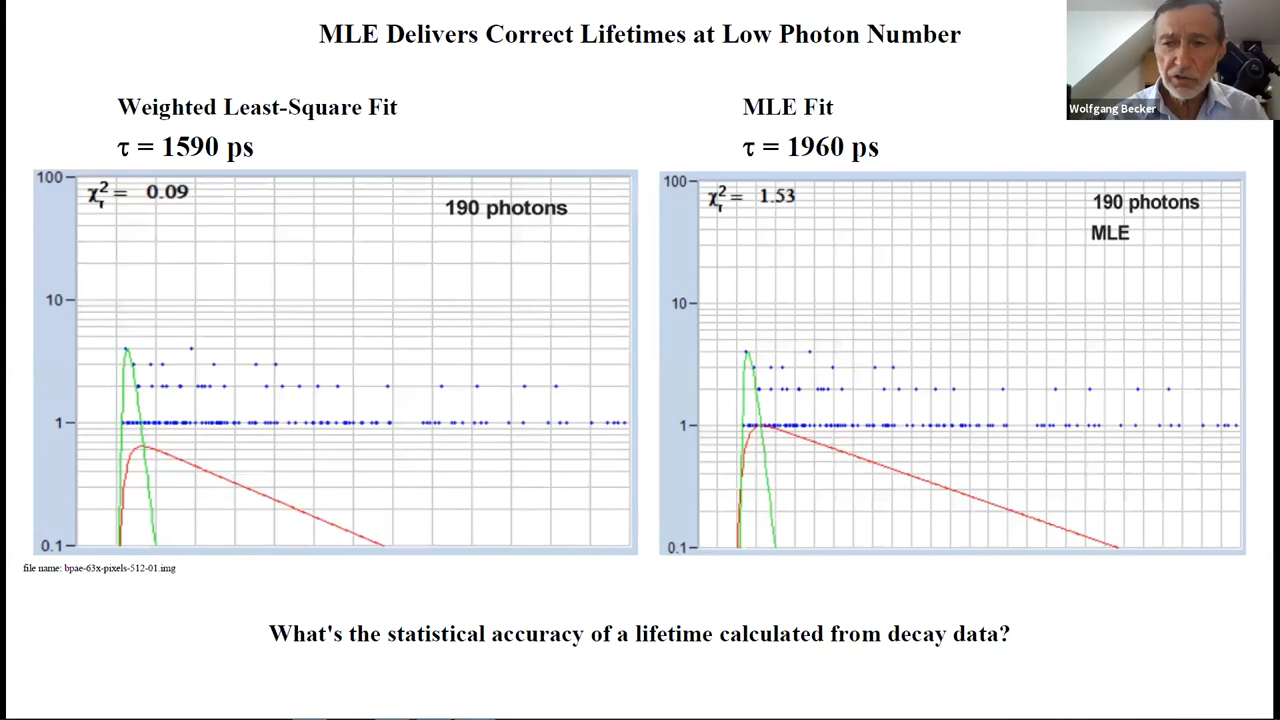 MLE Delivers Correct Lifetimes at Low Photon Number
Wolfgang Becker
Weighted Least-Square Fit
τ = 1590 ps
MLE Fit
τ = 1960 ps
100
χ²r = 0.09
190 photons
10
1
0.1
100
χ²r = 1.53
190 photons
MLE
10
1
0.1
file name: bpae-63x-pixels-512-01.img
What's the statistical accuracy of a lifetime calculated from decay data?